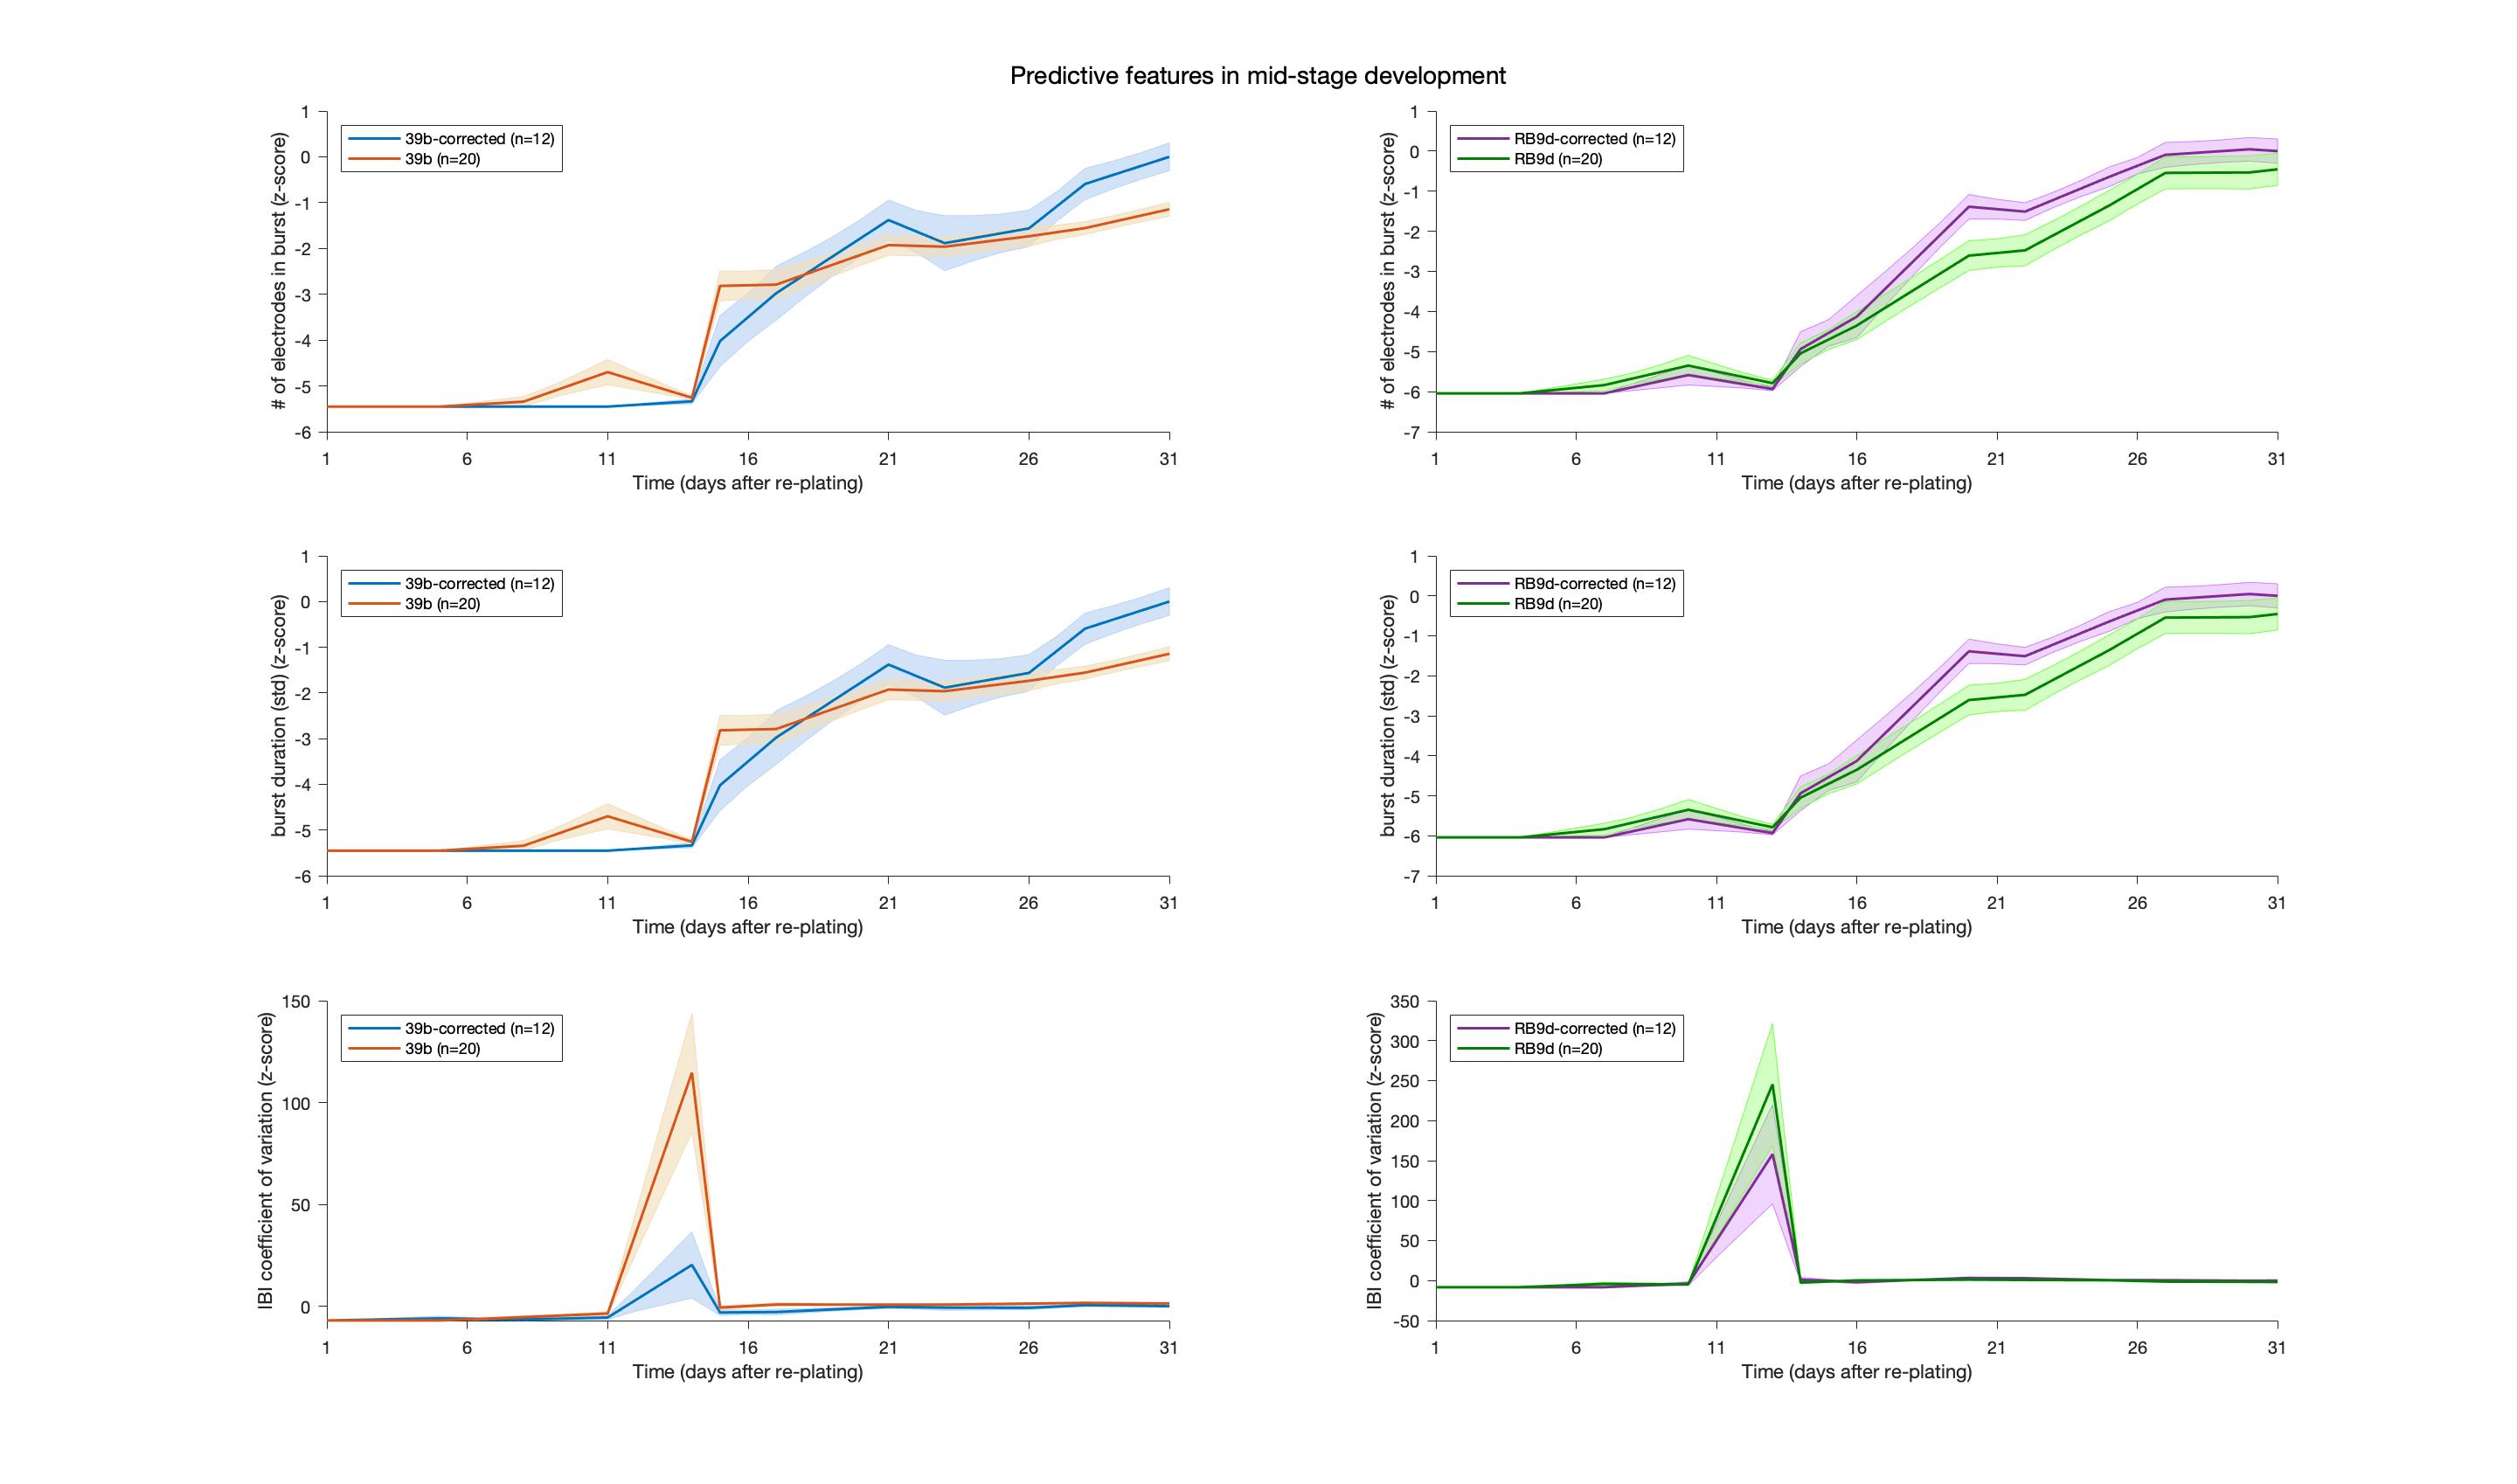 Predictive features in mid-stage development
1
0
-1
-2
-3
-4
-5
-6
# of electrodes in burst (z-score)
39b-corrected (n=12)
39b (n=20)
1 6 11 16 21 26 31
Time (days after re-plating)
1
0
-1
-2
-3
-4
-5
-6
-7
# of electrodes in burst (z-score)
RB9d-corrected (n=12)
RB9d (n=20)
1 6 11 16 21 26 31
Time (days after re-plating)
1
0
-1
-2
-3
-4
-5
-6
burst duration (std) (z-score)
39b-corrected (n=12)
39b (n=20)
1 6 11 16 21 26 31
Time (days after re-plating)
1
0
-1
-2
-3
-4
-5
-6
-7
burst duration (std) (z-score)
RB9d-corrected (n=12)
RB9d (n=20)
1 6 11 16 21 26 31
Time (days after re-plating)
150
100
50
0
IBI coefficient of variation (z-score)
39b-corrected (n=12)
39b (n=20)
1 6 11 16 21 26 31
Time (days after re-plating)
350
300
250
200
150
100
50
0
-50
IBI coefficient of variation (z-score)
RB9d-corrected (n=12)
RB9d (n=20)
1 6 11 16 21 26 31
Time (days after re-plating)